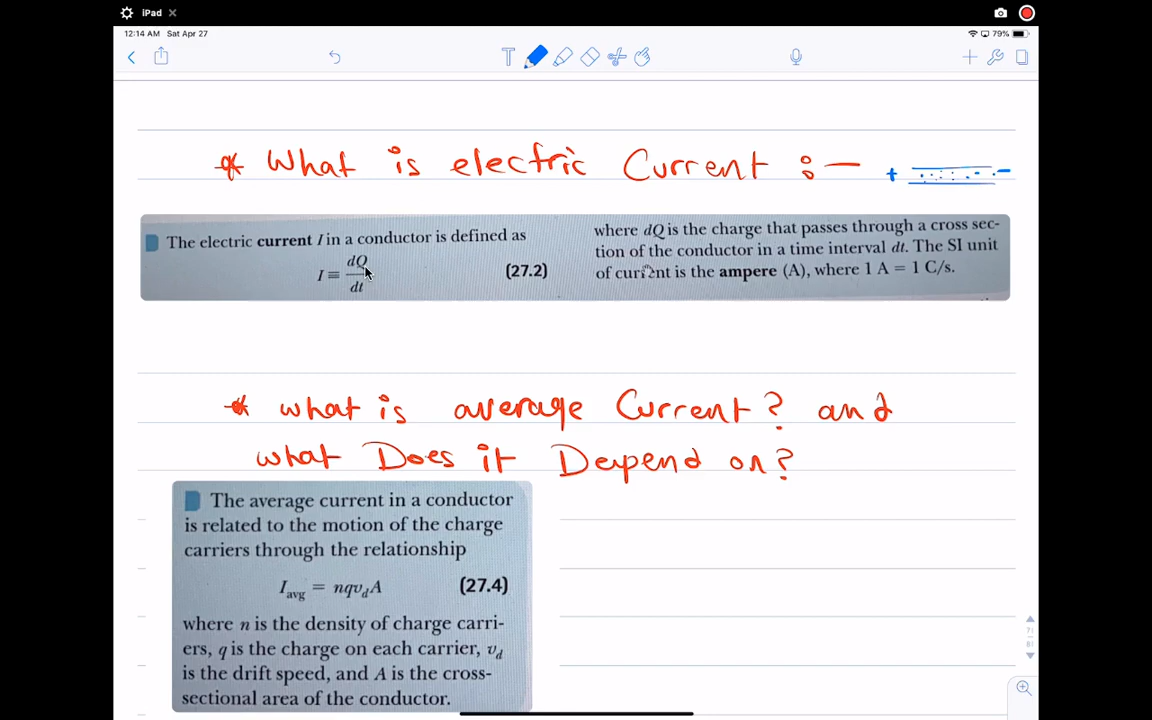 iPad
12:14 AM Sat Apr 27
79%
* What is electric Current :-
+ -
The electric current I in a conductor is defined as
I ≡ dQ/dt (27.2)
where dQ is the charge that passes through a cross sec-
tion of the conductor in a time interval dt. The SI unit
of current is the ampere (A), where 1 A = 1 C/s.
* what is average Current? and
what Does it Depend on?
The average current in a conductor
is related to the motion of the charge
carriers through the relationship
I_avg = nqv_dA (27.4)
where n is the density of charge carri-
ers, q is the charge on each carrier, v_d
is the drift speed, and A is the cross-
sectional area of the conductor.